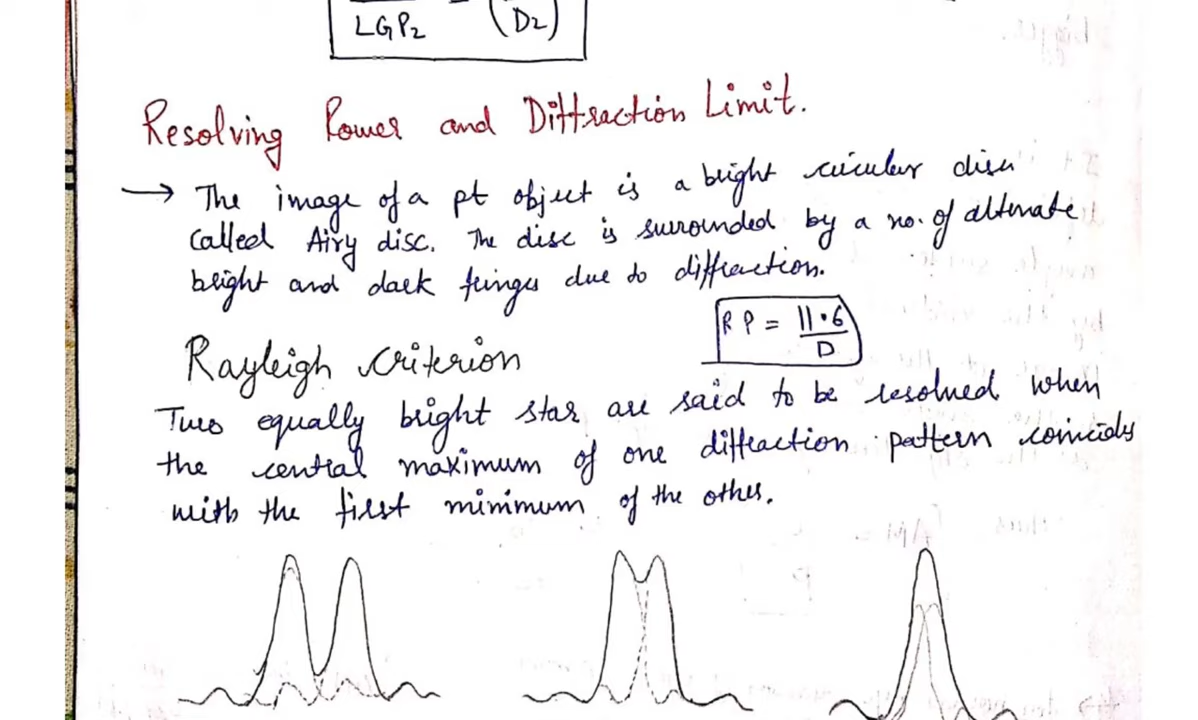 LGP2 (D2)
Resolving Power and Diffraction Limit.
→ The image of a pt object is a bright circular disc
called Airy disc. The disc is surrounded by a no. of alternate
bright and dark fringes due to diffraction.
RP = 11.6/D
Rayleigh Criterion
Two equally bright star are said to be resolved when
the central maximum of one diffraction pattern coincides
with the first minimum of the other.